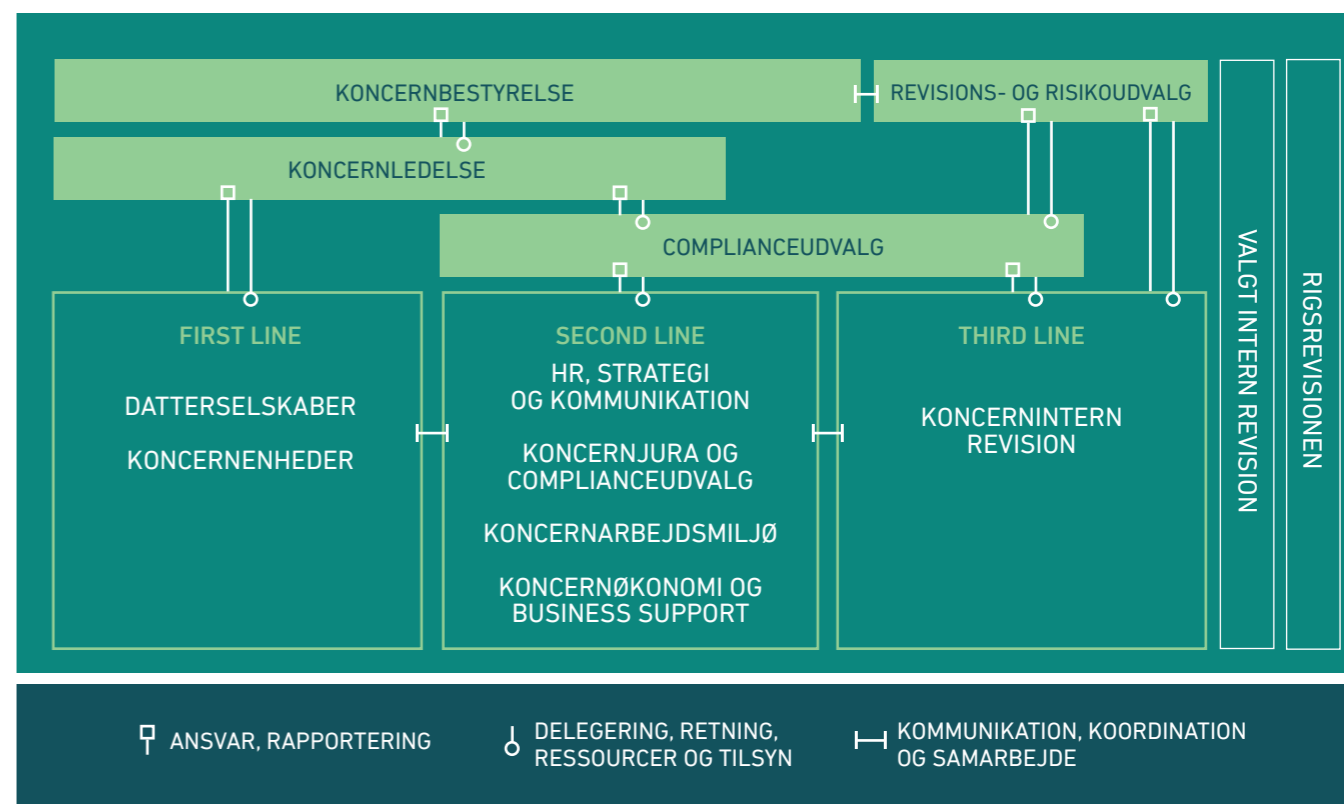 KONCERNBESTYRELSE
REVISIONS- OG RISIKOUDVALG
KONCERNLEDELSE
COMPLIANCEUDVALG
FIRST LINE
DATTERSELSKABER
KONCERNENHEDER
SECOND LINE
HR, STRATEGI
OG KOMMUNIKATION
KONCERNJURA OG
COMPLIANCEUDVALG
KONCERNARBEJDSMILJØ
KONCERNØKONOMI OG
BUSINESS SUPPORT
THIRD LINE
KONCERNINTERN
REVISION
VALGT INTERN REVISION
RIGSREVISIONEN
ANSVAR, RAPPORTERING
DELEGERING, RETNING,
RESSOURCER OG TILSYN
KOMMUNIKATION, KOORDINATION
OG SAMARBEJDE